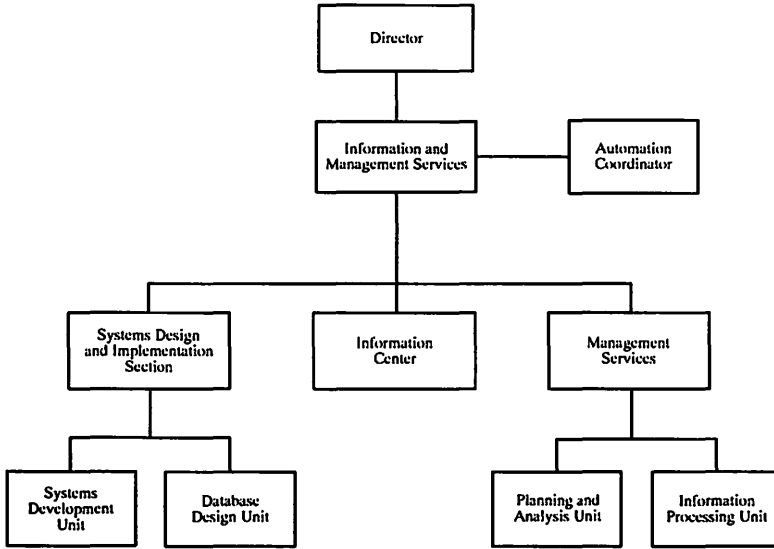 Director
Information and
Management Services
Automation
Coordinator
Systems Design
and Implementation
Section
Information
Center
Management
Services
Systems
Development
Unit
Database
Design Unit
Planning and
Analysis Unit
Information
Processing Unit